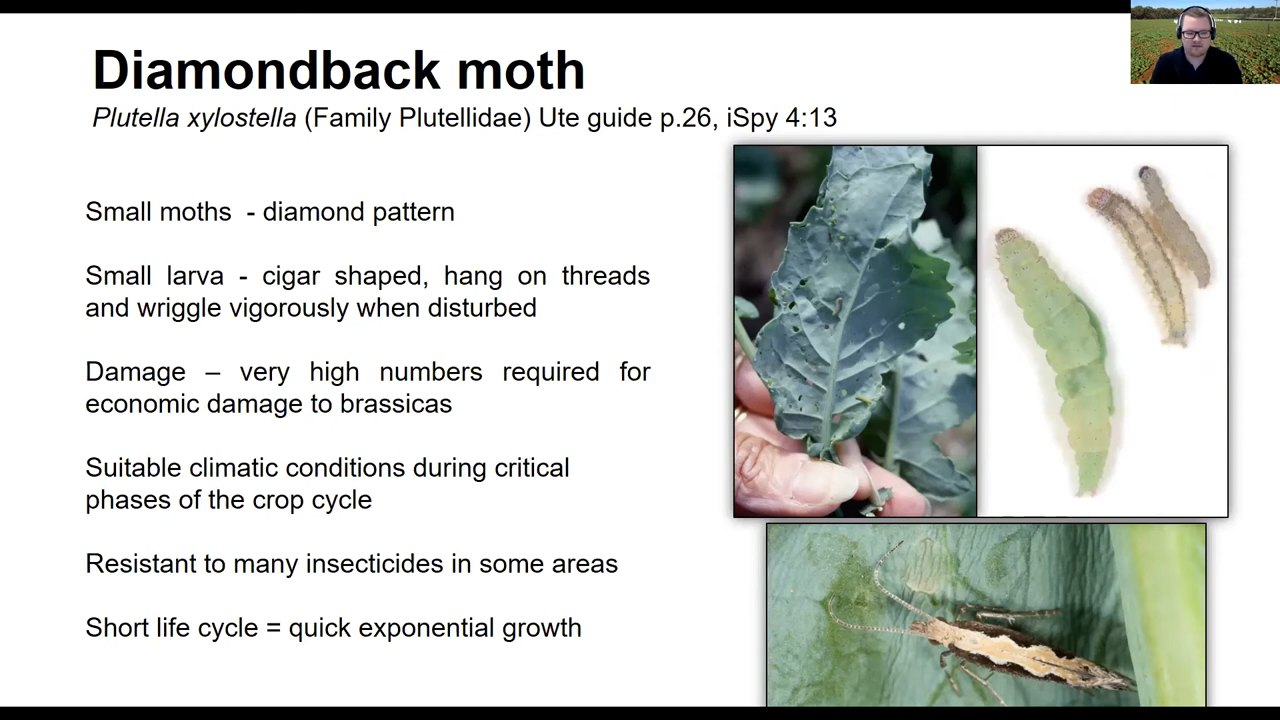 Diamondback moth
Plutella xylostella (Family Plutellidae) Ute guide p.26, iSpy 4:13
Small moths - diamond pattern
Small larva - cigar shaped, hang on threads
and wriggle vigorously when disturbed
Damage – very high numbers required for
economic damage to brassicas
Suitable climatic conditions during critical
phases of the crop cycle
Resistant to many insecticides in some areas
Short life cycle = quick exponential growth